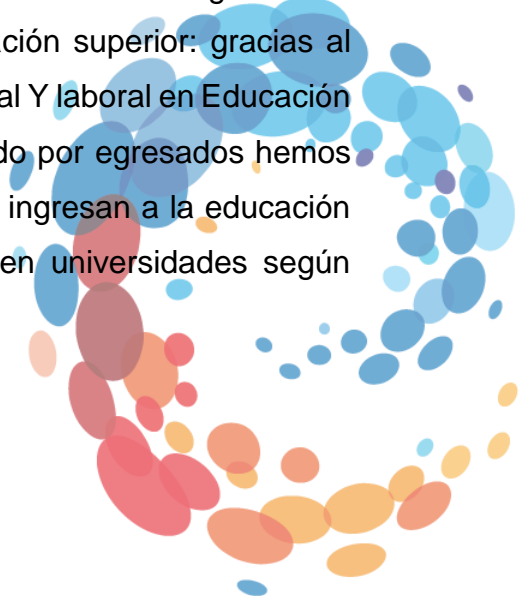 ación superior: gracias al
al Y laboral en Educación
do por egresados hemos
ingresan a la educación
en universidades según